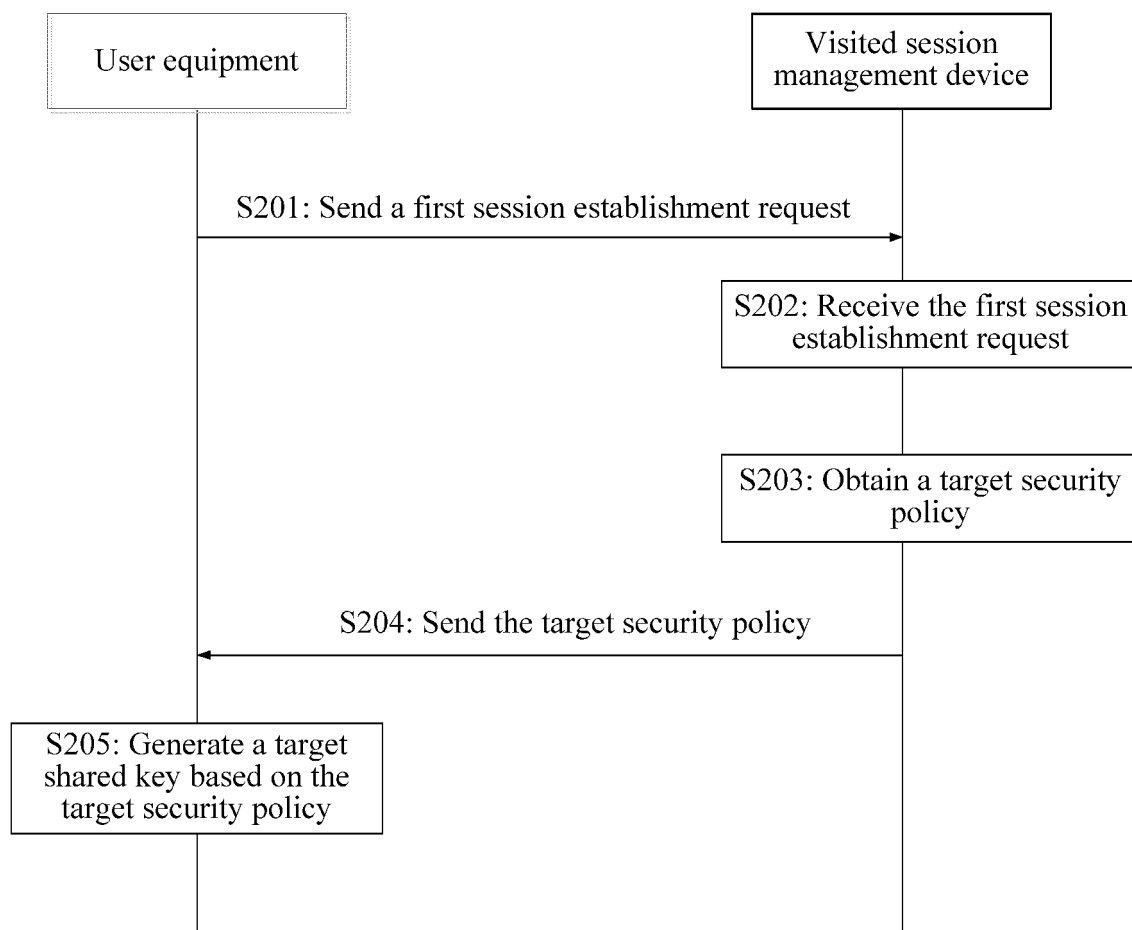 User equipment
Visited session
management device
S201: Send a first session establishment request
S202: Receive the first session
establishment request
S203: Obtain a target security
policy
S204: Send the target security policy
S205: Generate a target
shared key based on the
target security policy